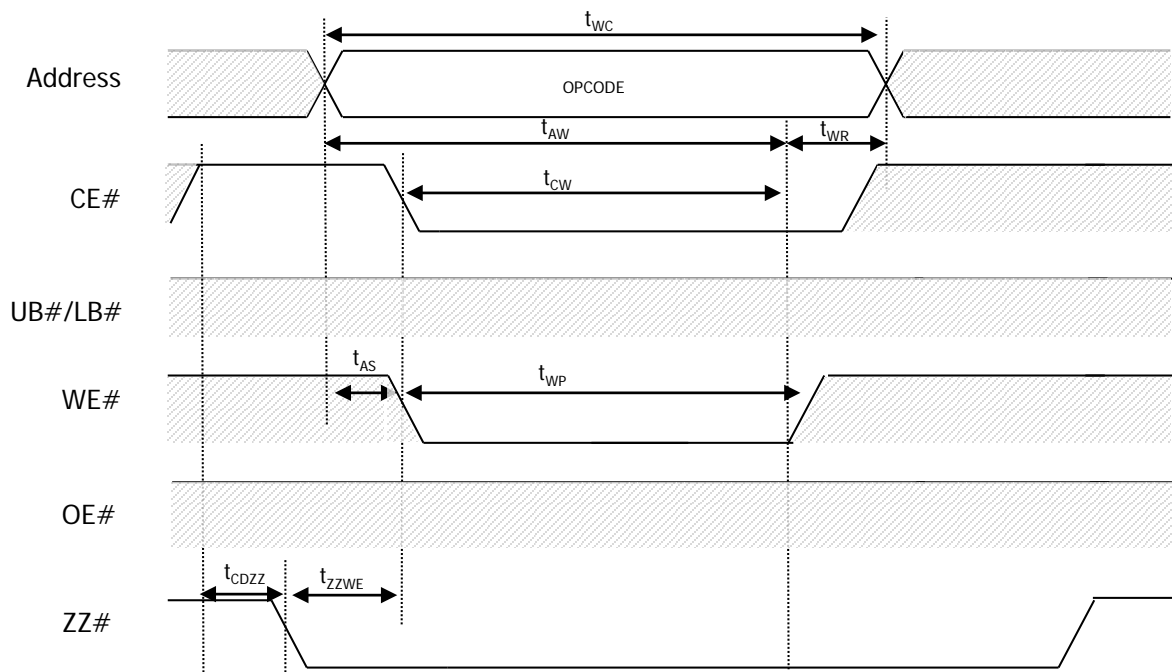 tWC
Address
OPCODE
tAW
tWR
CE#
tCW
UB#/LB#
tAS
tWP
WE#
OE#
tCDZZ
tZZWE
ZZ#